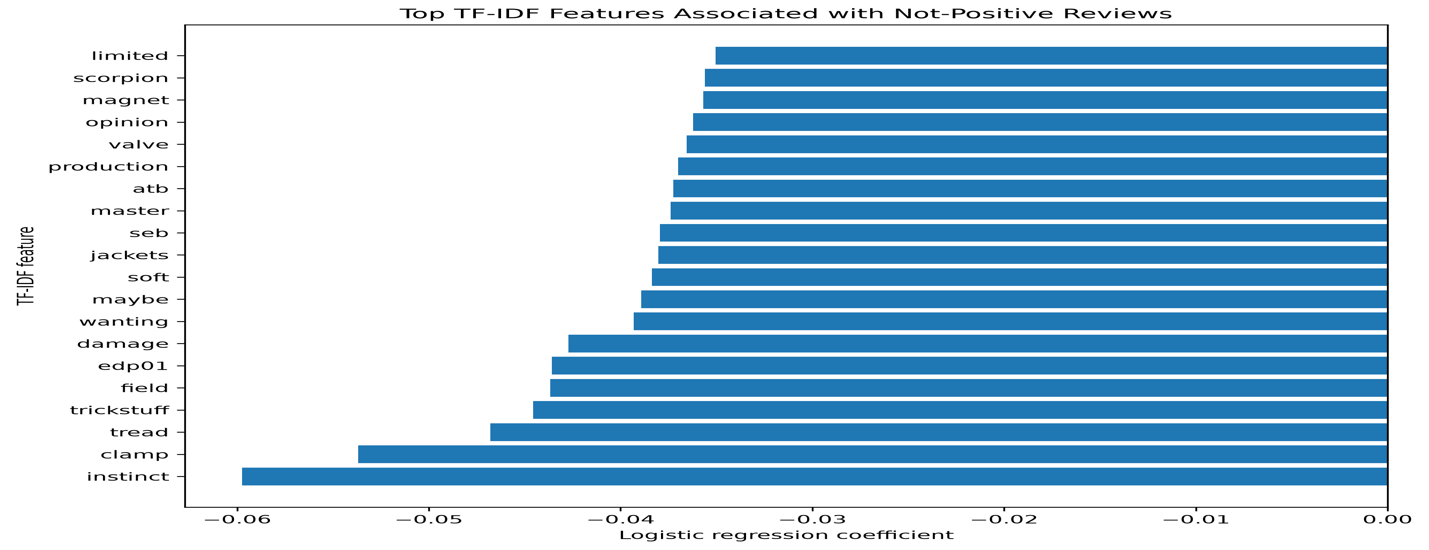 Top TF-IDF Features Associated with Not-Positive Reviews
limited
scorpion
magnet
opinion
valve
production
atb
master
seb
jackets
soft
maybe
wanting
damage
edp01
field
trickstuff
tread
clamp
instinct
TF-IDF feature
−0.06 −0.05 −0.04 −0.03 −0.02 −0.01 0.00
Logistic regression coefficient